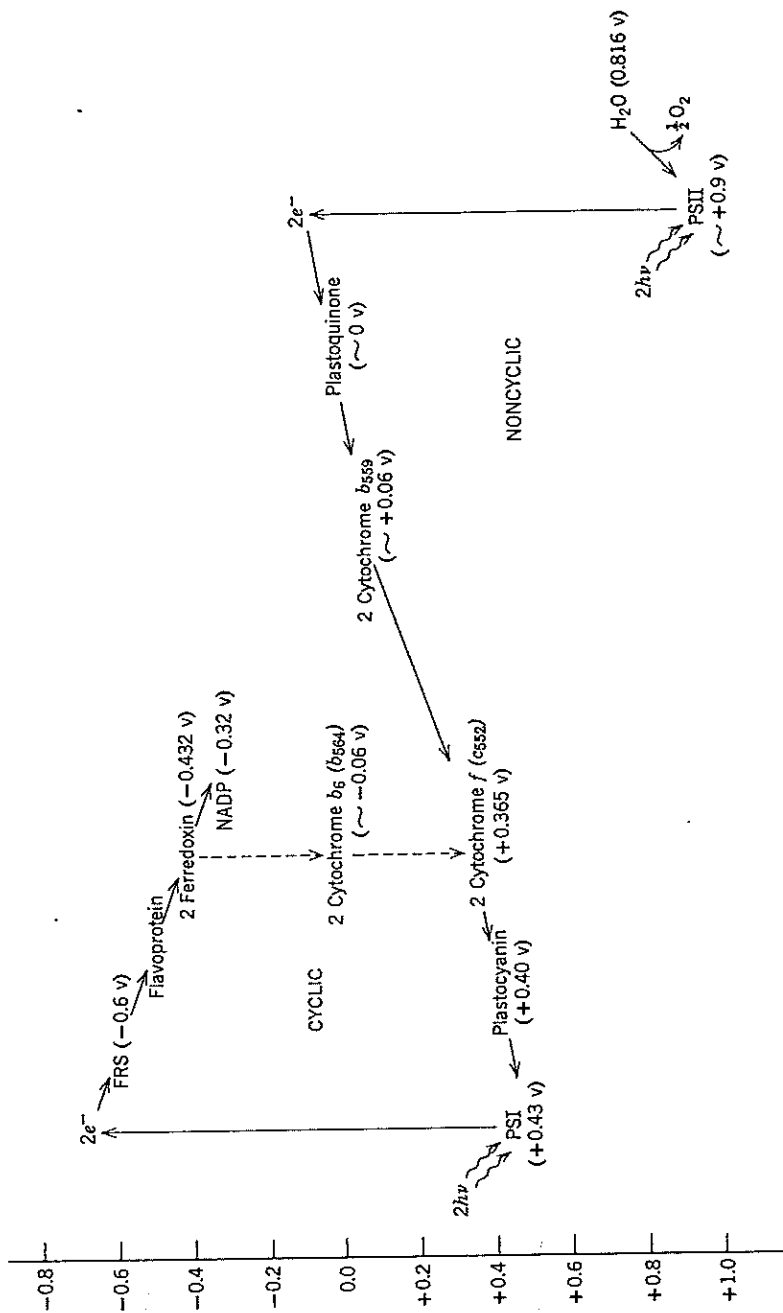 −0.8
−0.6
−0.4
−0.2
0.0
+0.2
+0.4
+0.6
+0.8
+1.0
2e⁻
FRS (−0.6 v)
Flavoprotein
2 Ferredoxin (−0.432 v)
NADP (−0.32 v)
CYCLIC
2 Cytochrome b₆ (b₅₆₄)
(∼ −0.06 v)
2 Cytochrome f (c₅₅₂)
(+0.365 v)
Plastocyanin
(+0.40 v)
PSI
(+0.43 v)
2hν
2e⁻
Plastoquinone
(∼ 0 v)
2 Cytochrome b₅₅₉
(∼ +0.06 v)
NONCYCLIC
H₂O (0.816 v)
½O₂
2hν
PSII
(∼ +0.9 v)